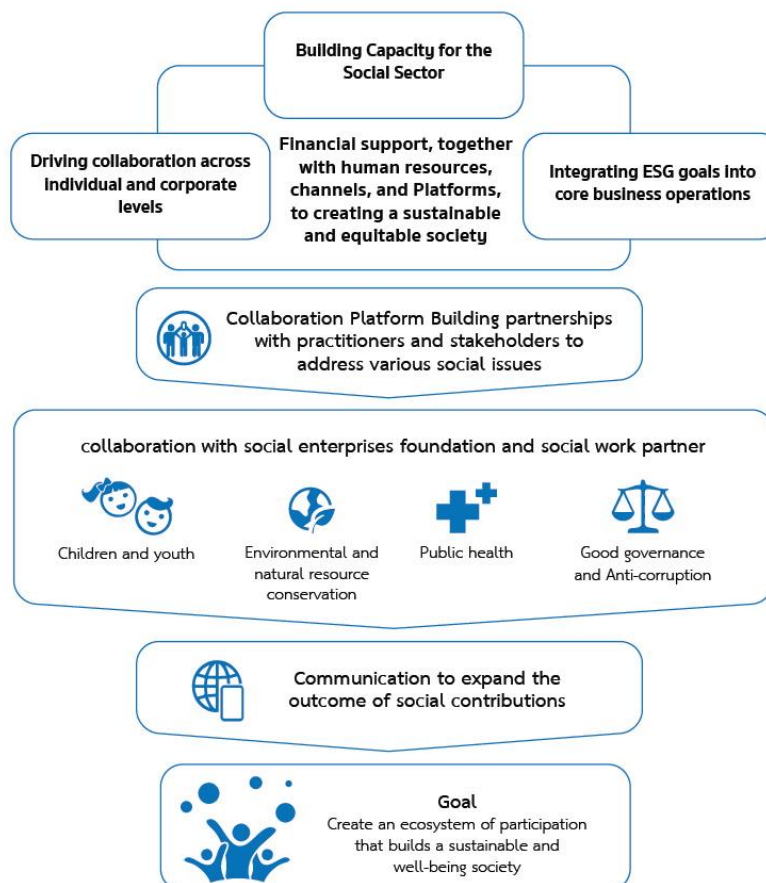 Building Capacity for the
Social Sector
Driving collaboration across
individual and corporate
levels
Financial support, together
with human resources,
channels, and Platforms,
to creating a sustainable
and equitable society
Integrating ESG goals into
core business operations
Collaboration Platform Building partnerships
with practitioners and stakeholders to
address various social issues
collaboration with social enterprises foundation and social work partner
Children and youth
Environmental and
natural resource
conservation
Public health
Good governance
and Anti-corruption
Communication to expand the
outcome of social contributions
Goal
Create an ecosystem of participation
that builds a sustainable and
well-being society